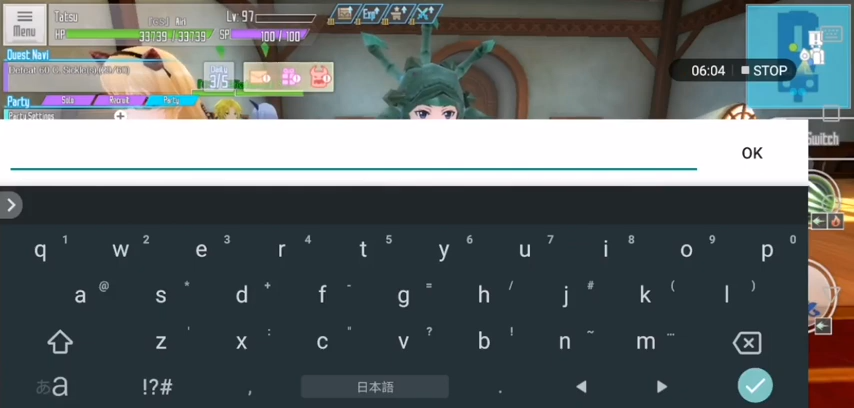 Menu
Tatsu
Lv. 97
HP 33739/33739 SP 100/100
Quest Navi
Daily
3/5
Party
Solo Recruit Party
Party Settings
06:04 STOP
Switch
OK
q 1 w 2 e 3 r 4 t 5 y 6 u 7 i 8 o 9 p 0
a @ s * d + f - g = h / j # k ( l )
z ' x : c " v ? b ! n ~ m …
あa !?# , 日本語 .